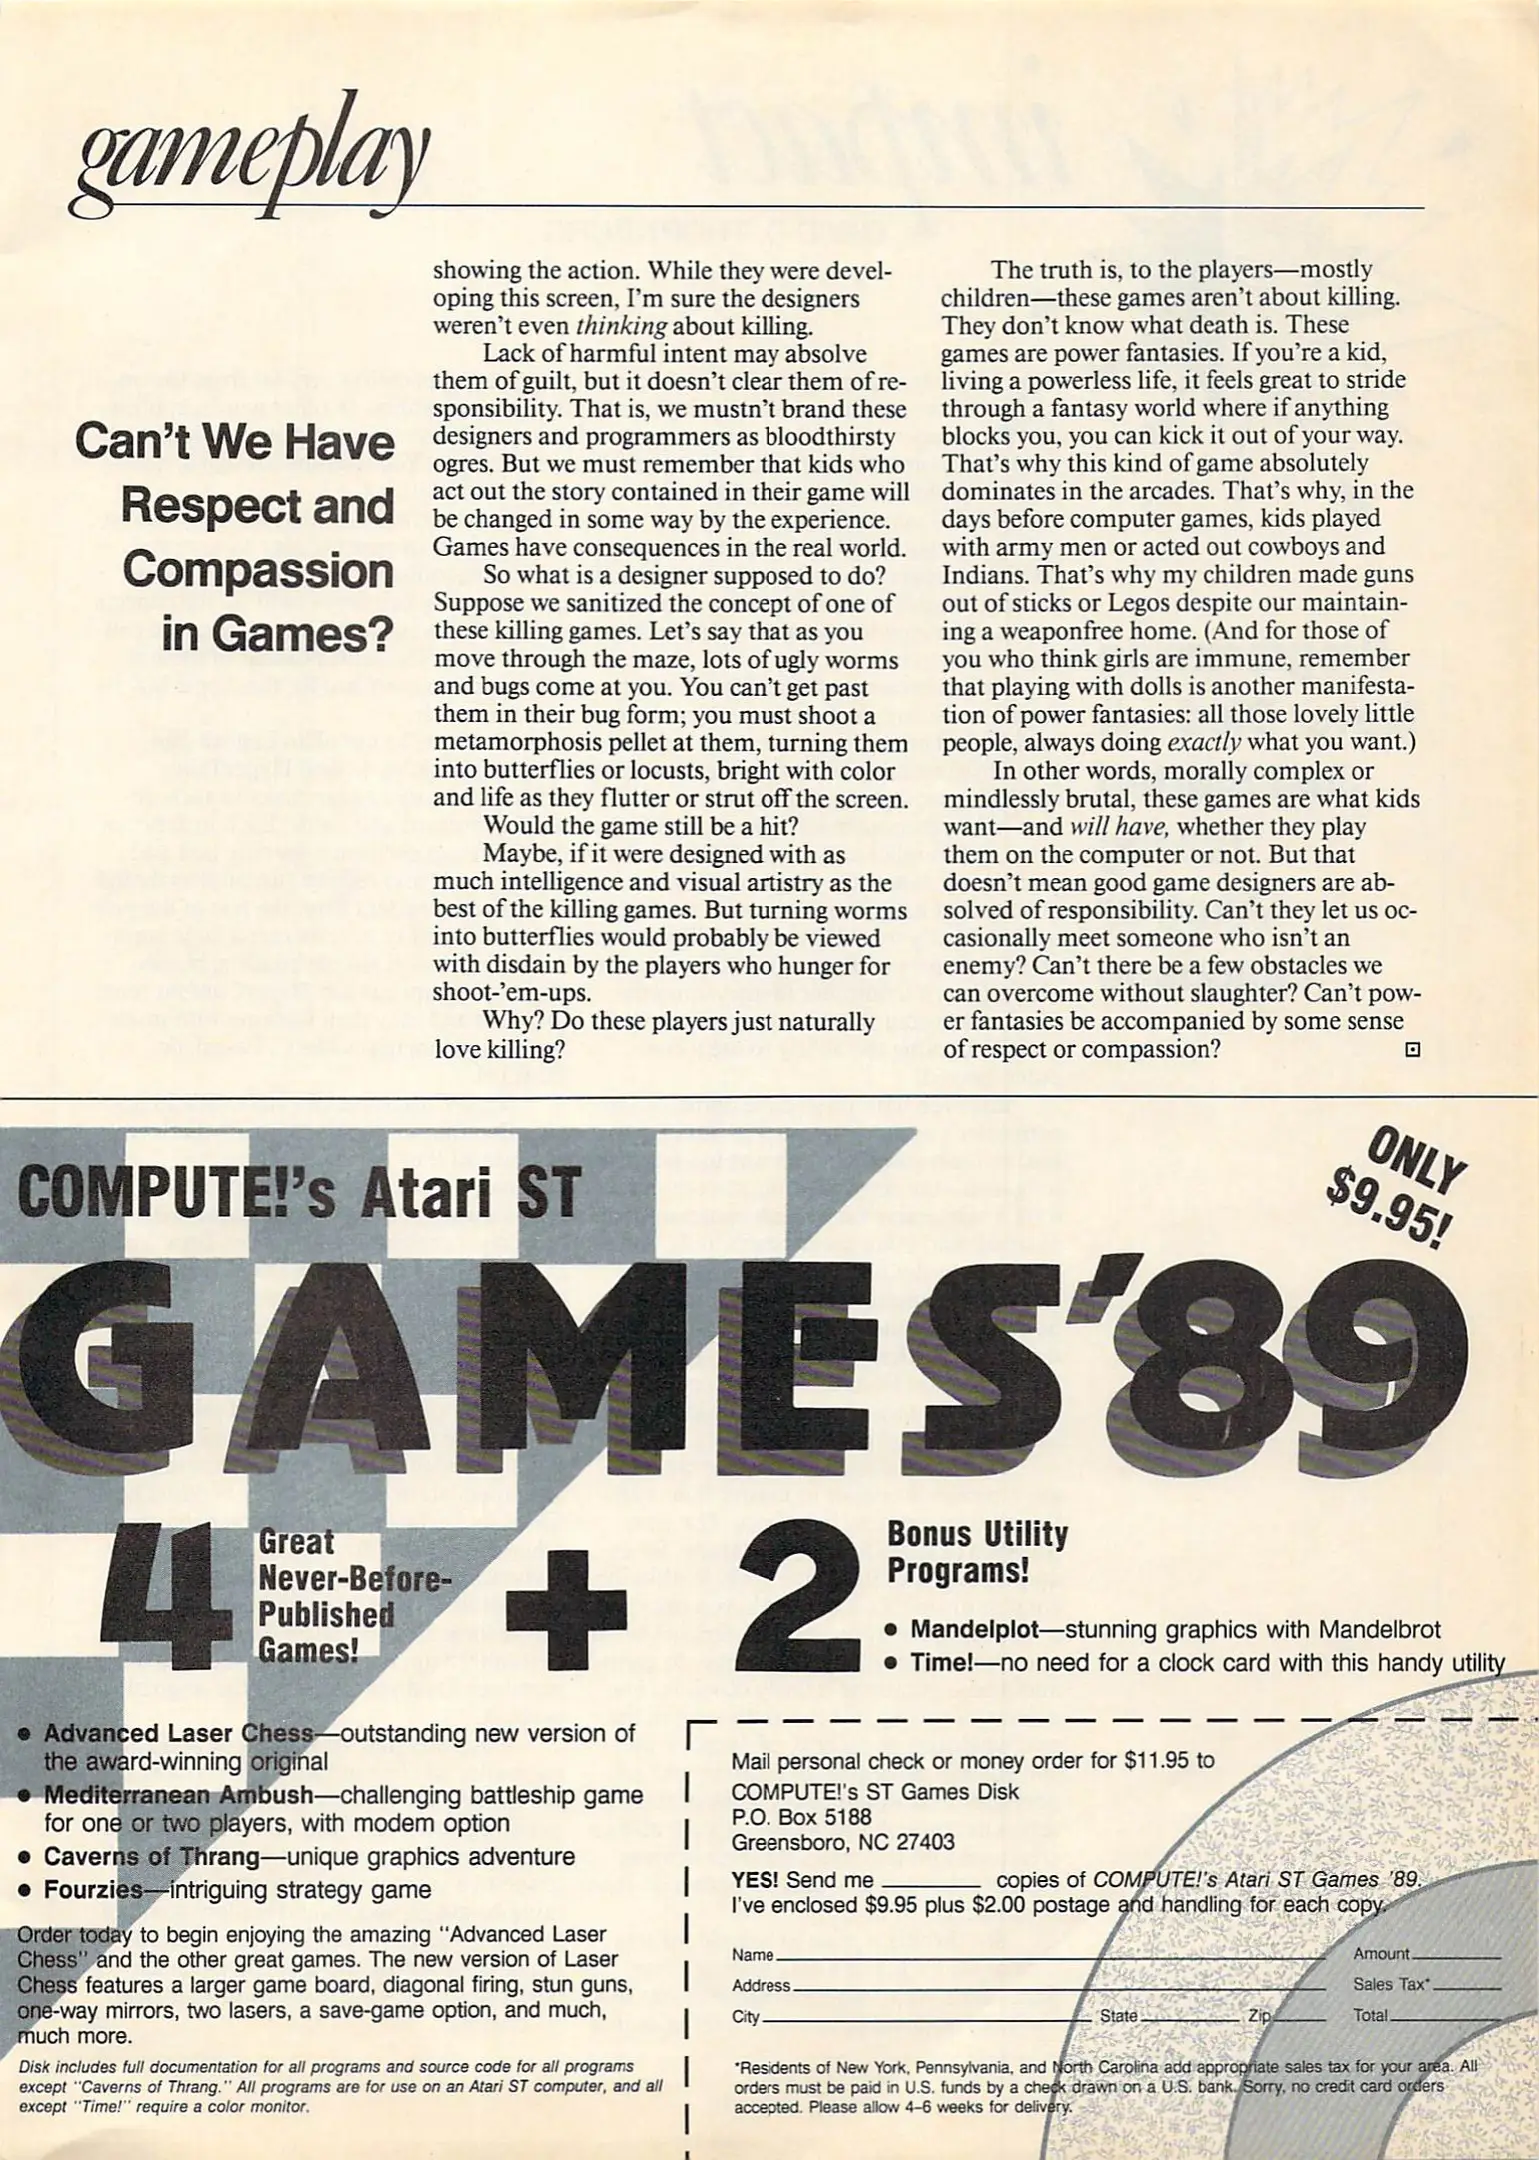 gameplay
Can't We Have
Respect and
Compassion
in Games?
showing the action. While they were devel-
oping this screen, I'm sure the designers
weren't even thinking about killing.
Lack of harmful intent may absolve
them of guilt, but it doesn't clear them of re-
sponsibility. That is, we mustn't brand these
designers and programmers as bloodthirsty
ogres. But we must remember that kids who
act out the story contained in their game will
be changed in some way by the experience.
Games have consequences in the real world.
So what is a designer supposed to do?
Suppose we sanitized the concept of one of
these killing games. Let's say that as you
move through the maze, lots of ugly worms
and bugs come at you. You can't get past
them in their bug form; you must shoot a
metamorphosis pellet at them, turning them
into butterflies or locusts, bright with color
and life as they flutter or strut off the screen.
Would the game still be a hit?
Maybe, if it were designed with as
much intelligence and visual artistry as the
best of the killing games. But turning worms
into butterflies would probably be viewed
with disdain by the players who hunger for
shoot-'em-ups.
Why? Do these players just naturally
love killing?
The truth is, to the players—mostly
children—these games aren't about killing.
They don't know what death is. These
games are power fantasies. If you're a kid,
living a powerless life, it feels great to stride
through a fantasy world where if anything
blocks you, you can kick it out of your way.
That's why this kind of game absolutely
dominates in the arcades. That's why, in the
days before computer games, kids played
with army men or acted out cowboys and
Indians. That's why my children made guns
out of sticks or Legos despite our maintain-
ing a weaponfree home. (And for those of
you who think girls are immune, remember
that playing with dolls is another manifesta-
tion of power fantasies: all those lovely little
people, always doing exactly what you want.)
In other words, morally complex or
mindlessly brutal, these games are what kids
want—and will have, whether they play
them on the computer or not. But that
doesn't mean good game designers are ab-
solved of responsibility. Can't they let us oc-
casionally meet someone who isn't an
enemy? Can't there be a few obstacles we
can overcome without slaughter? Can't pow-
er fantasies be accompanied by some sense
of respect or compassion?
COMPUTE!'s Atari ST
ONLY
$9.95!
GAMES'89
4 Great
Never-Before-
Published
Games!
+
2 Bonus Utility
Programs!
• Mandelplot—stunning graphics with Mandelbrot
• Time!—no need for a clock card with this handy utility
• Advanced Laser Chess—outstanding new version of
the award-winning original
• Mediterranean Ambush—challenging battleship game
for one or two players, with modem option
• Caverns of Thrang—unique graphics adventure
• Fourzies—intriguing strategy game
Order today to begin enjoying the amazing "Advanced Laser
Chess" and the other great games. The new version of Laser
Chess features a larger game board, diagonal firing, stun guns,
one-way mirrors, two lasers, a save-game option, and much,
much more.
Disk includes full documentation for all programs and source code for all programs
except "Caverns of Thrang." All programs are for use on an Atari ST computer, and all
except "Time!" require a color monitor.
Mail personal check or money order for $11.95 to
COMPUTE!'s ST Games Disk
P.O. Box 5188
Greensboro, NC 27403
YES! Send me ________ copies of COMPUTE!'s Atari ST Games '89.
I've enclosed $9.95 plus $2.00 postage and handling for each copy.
Name________ Amount________
Address________ Sales Tax*________
City________ State________ Zip________ Total________
*Residents of New York, Pennsylvania, and North Carolina add appropriate sales tax for your area. All
orders must be paid in U.S. funds by a check drawn on a U.S. bank. Sorry, no credit card orders
accepted. Please allow 4–6 weeks for delivery.